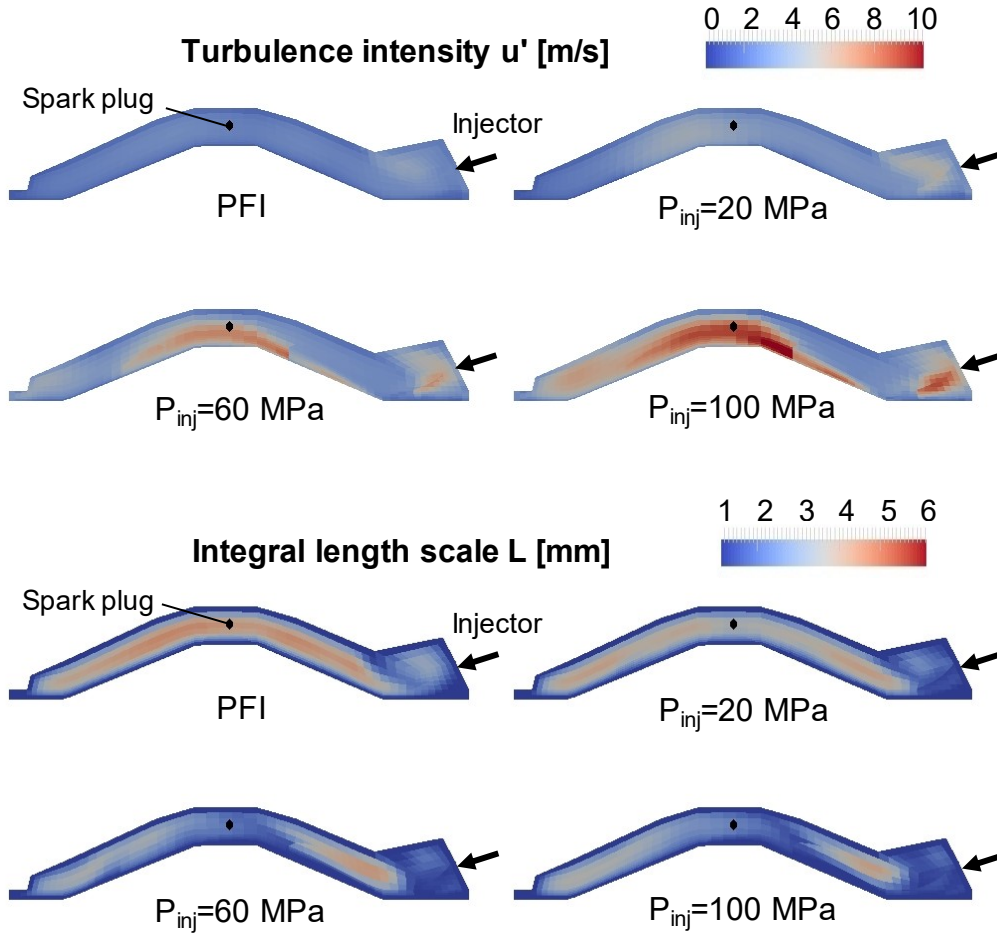 Turbulence intensity u' [m/s]
0 2 4 6 8 10
Spark plug
Injector
PFI
Pinj=20 MPa
Pinj=60 MPa
Pinj=100 MPa
Integral length scale L [mm]
1 2 3 4 5 6
Spark plug
Injector
PFI
Pinj=20 MPa
Pinj=60 MPa
Pinj=100 MPa